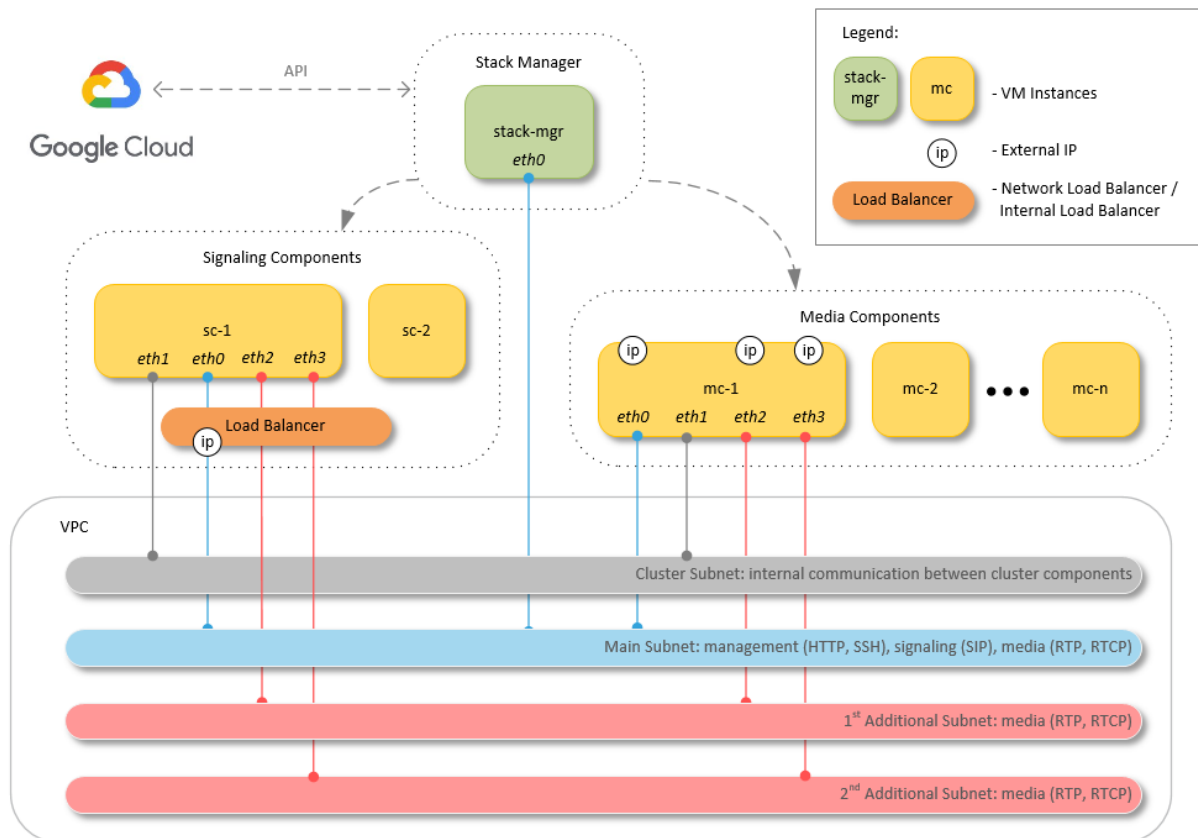 Legend:
stack-
mgr
mc
- VM Instances
ip
- External IP
Load Balancer
- Network Load Balancer /
Internal Load Balancer
Google Cloud
API
Stack Manager
stack-mgr
eth0
Signaling Components
sc-1
eth1 eth0 eth2 eth3
sc-2
Load Balancer
ip
Media Components
ip ip ip
mc-1
eth0 eth1 eth2 eth3
mc-2
mc-n
VPC
Cluster Subnet: internal communication between cluster components
Main Subnet: management (HTTP, SSH), signaling (SIP), media (RTP, RTCP)
1st Additional Subnet: media (RTP, RTCP)
2nd Additional Subnet: media (RTP, RTCP)